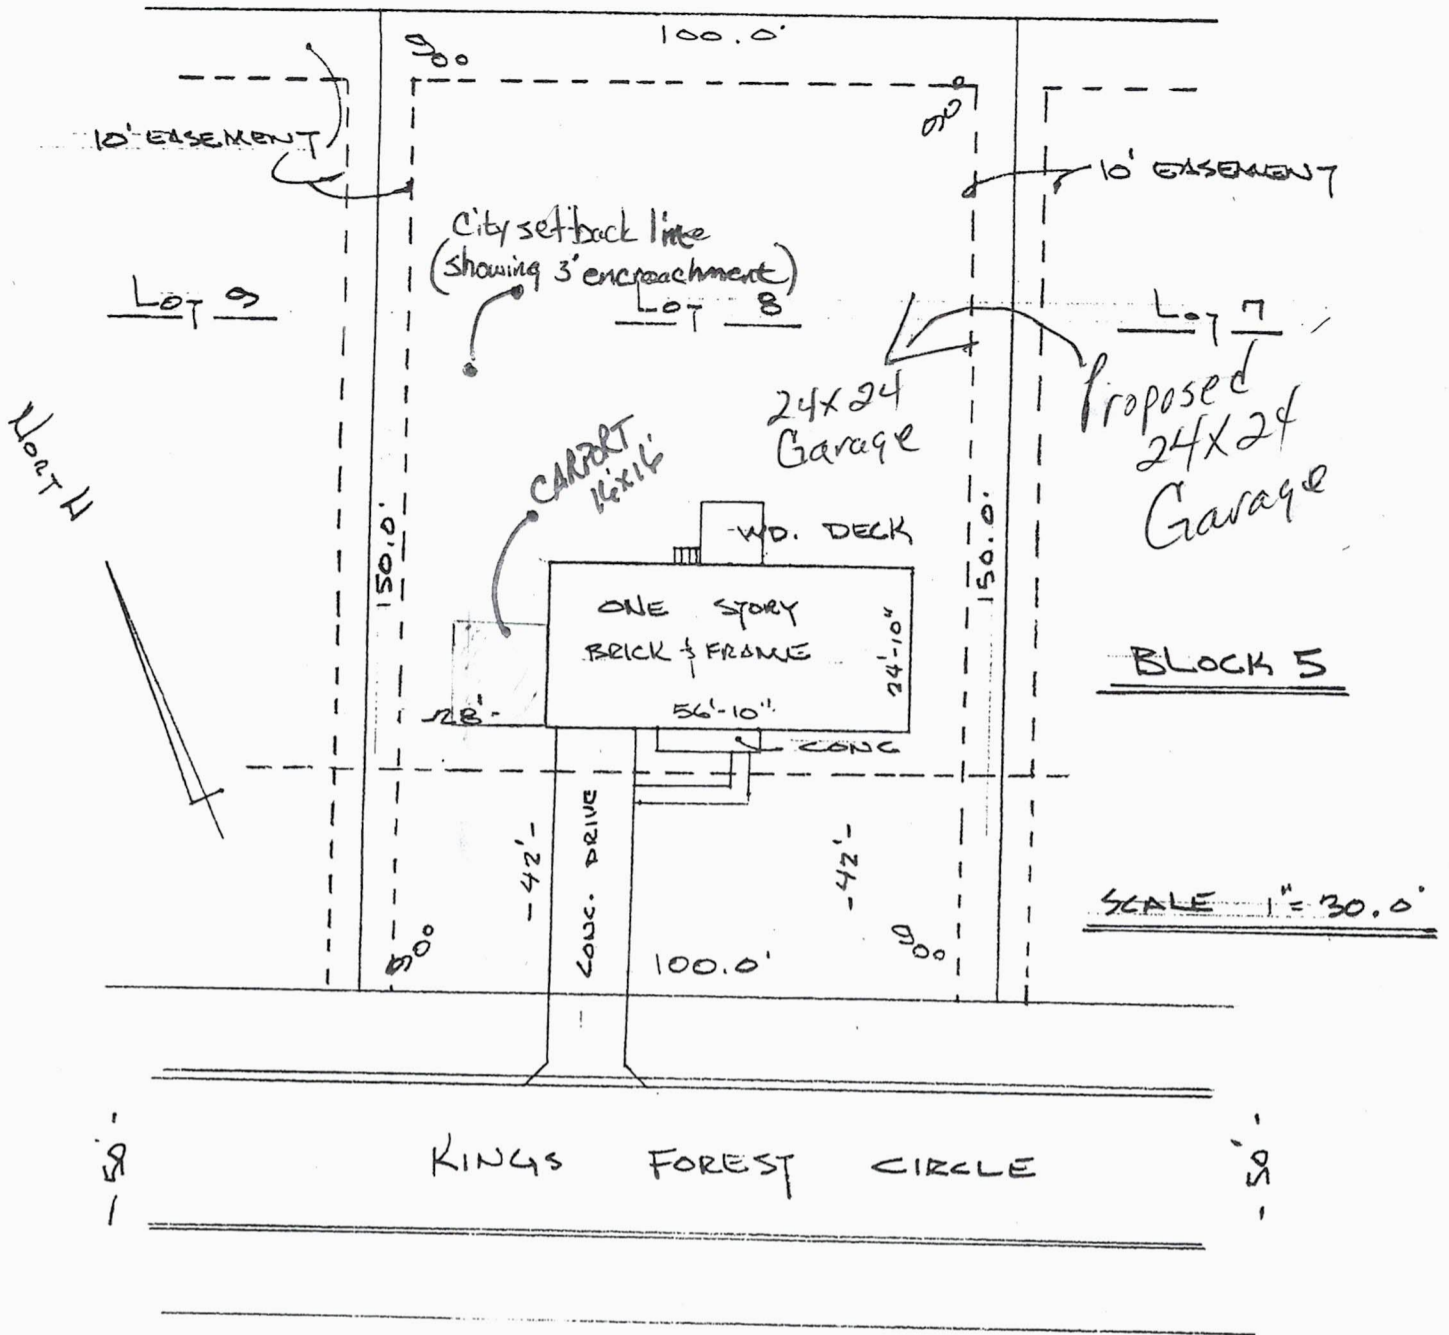 100.0'
90°
90°
10' EASEMENT
10' EASEMENT
City setback line
(showing 3' encroachment)
LOT 9
LOT 8
LOT 7
24X24
Garage
Proposed
24X24
Garage
NORTH
CARPORT
16'x16'
150.0'
150.0'
WD. DECK
ONE STORY
BRICK & FRAME
24'-10"
56'-10"
BLOCK 5
CONC
-42'-
CONC. DRIVE
-42'-
SCALE 1" = 30.0'
90°
100.0'
90°
-50'-
KINGS FOREST CIRCLE
-50'-